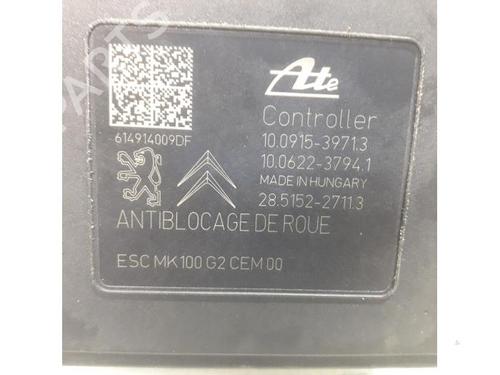 Ate
Controller
614914009DF
10.0915-3971.3
10.0622-3794.1
MADE IN HUNGARY
28.5152-2711.3
ANTIBLOCAGE DE ROUE
ESC MK100 G2 CEM 00